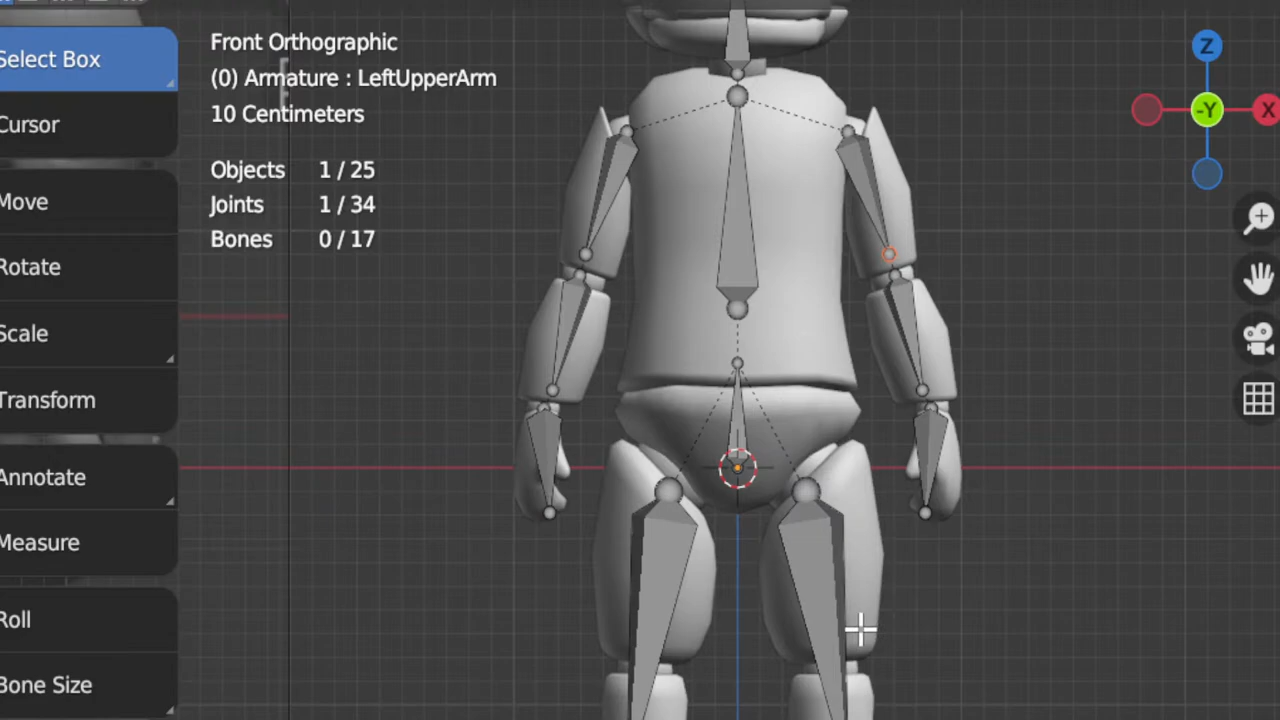 Select Box
Cursor
Move
Rotate
Scale
Transform
Annotate
Measure
Roll
Bone Size
Front Orthographic
(0) Armature : LeftUpperArm
10 Centimeters
Objects 1 / 25
Joints 1 / 34
Bones 0 / 17
Z
-Y
X